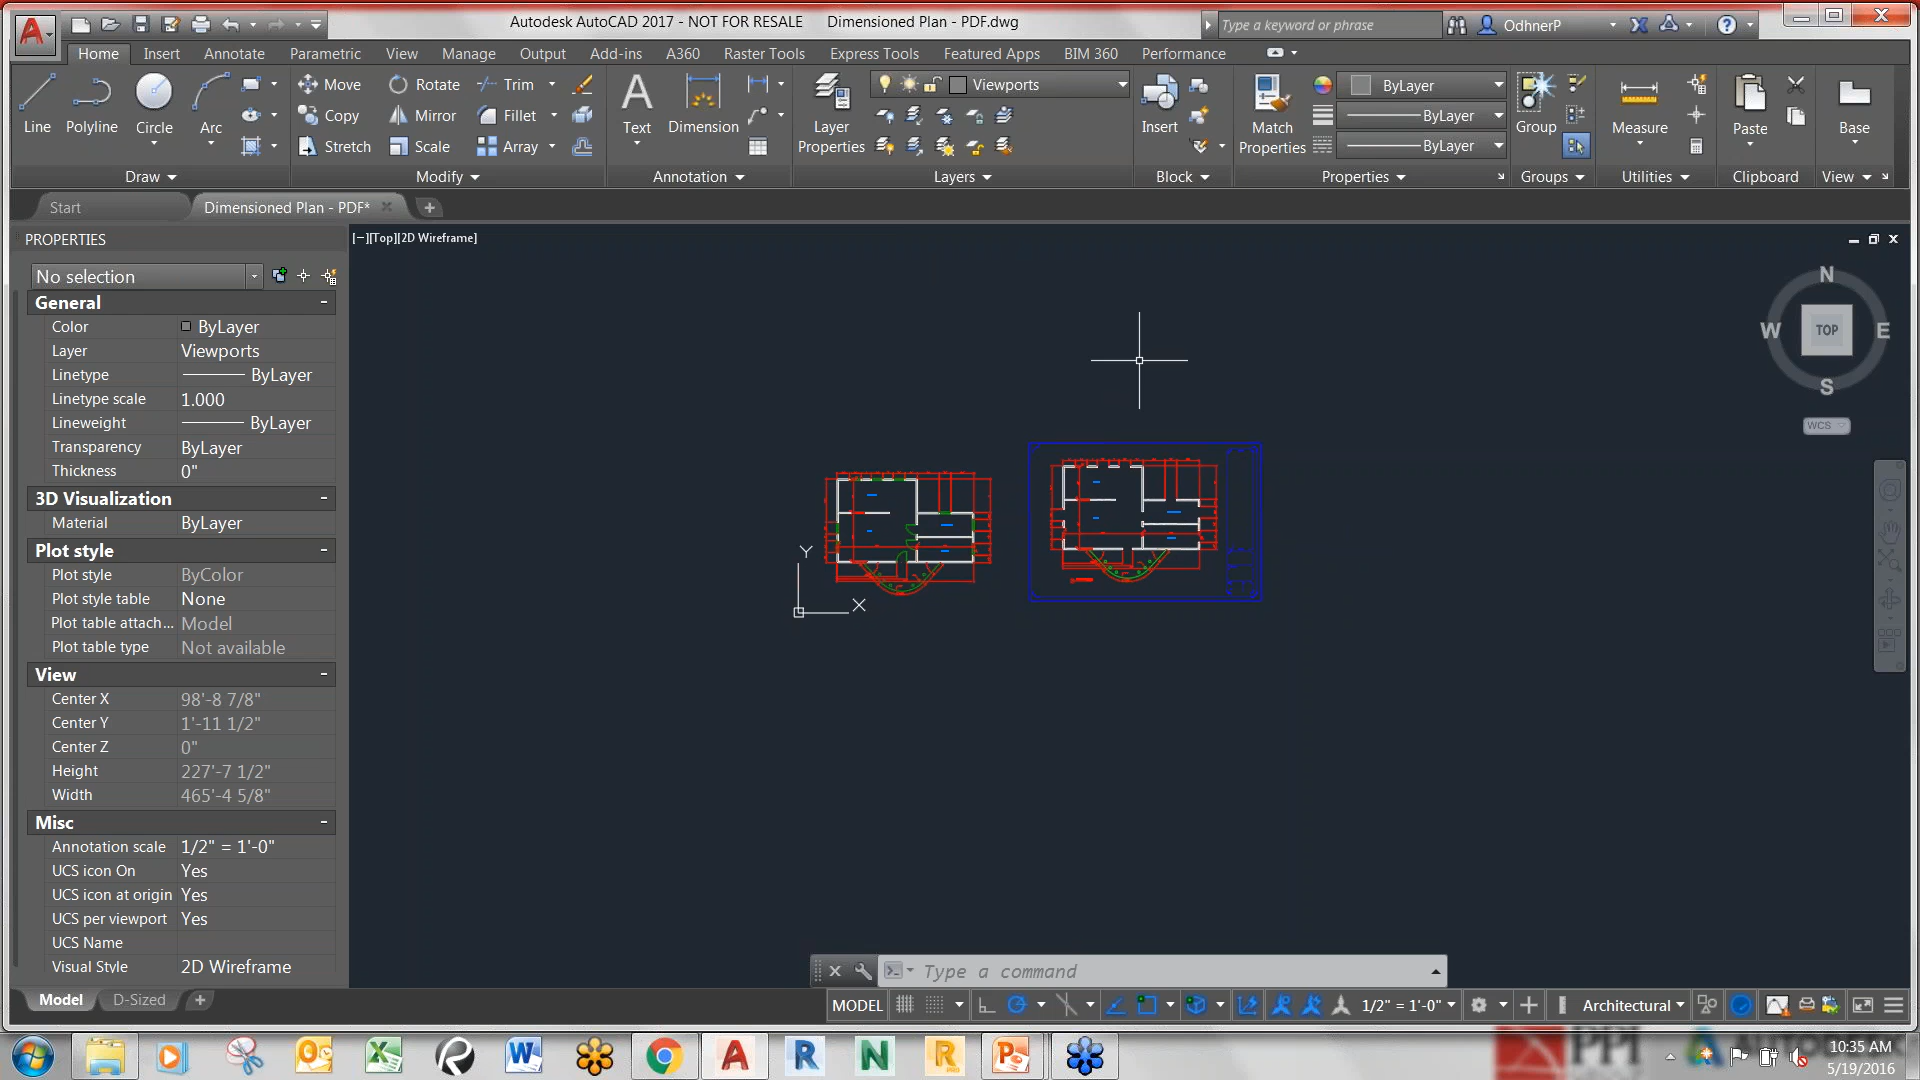 Autodesk AutoCAD 2017 - NOT FOR RESALE Dimensioned Plan - PDF.dwg
Type a keyword or phrase
OdhnerP
Home Insert Annotate Parametric View Manage Output Add-ins A360 Raster Tools Express Tools Featured Apps BIM 360 Performance
Line Polyline Circle Arc
Move Rotate Trim
Copy Mirror Fillet
Stretch Scale Array
Text Dimension
Layer Properties
Viewports
Insert
Match Properties
ByLayer
ByLayer
ByLayer
Group
Measure
Paste
Base
Draw Modify Annotation Layers Block Properties Groups Utilities Clipboard View
Start Dimensioned Plan - PDF*
PROPERTIES
No selection
General
Color ByLayer
Layer Viewports
Linetype ByLayer
Linetype scale 1.000
Lineweight ByLayer
Transparency ByLayer
Thickness 0"
3D Visualization
Material ByLayer
Plot style
Plot style ByColor
Plot style table None
Plot table attach... Model
Plot table type Not available
View
Center X 98'-8 7/8"
Center Y 1'-11 1/2"
Center Z 0"
Height 227'-7 1/2"
Width 465'-4 5/8"
Misc
Annotation scale 1/2" = 1'-0"
UCS icon On Yes
UCS icon at origin Yes
UCS per viewport Yes
UCS Name
Visual Style 2D Wireframe
[−][Top][2D Wireframe]
N
W TOP E
S
WCS
Y
X
Type a command
Model D-Sized
MODEL 1/2" = 1'-0" Architectural
PPI
10:35 AM
5/19/2016